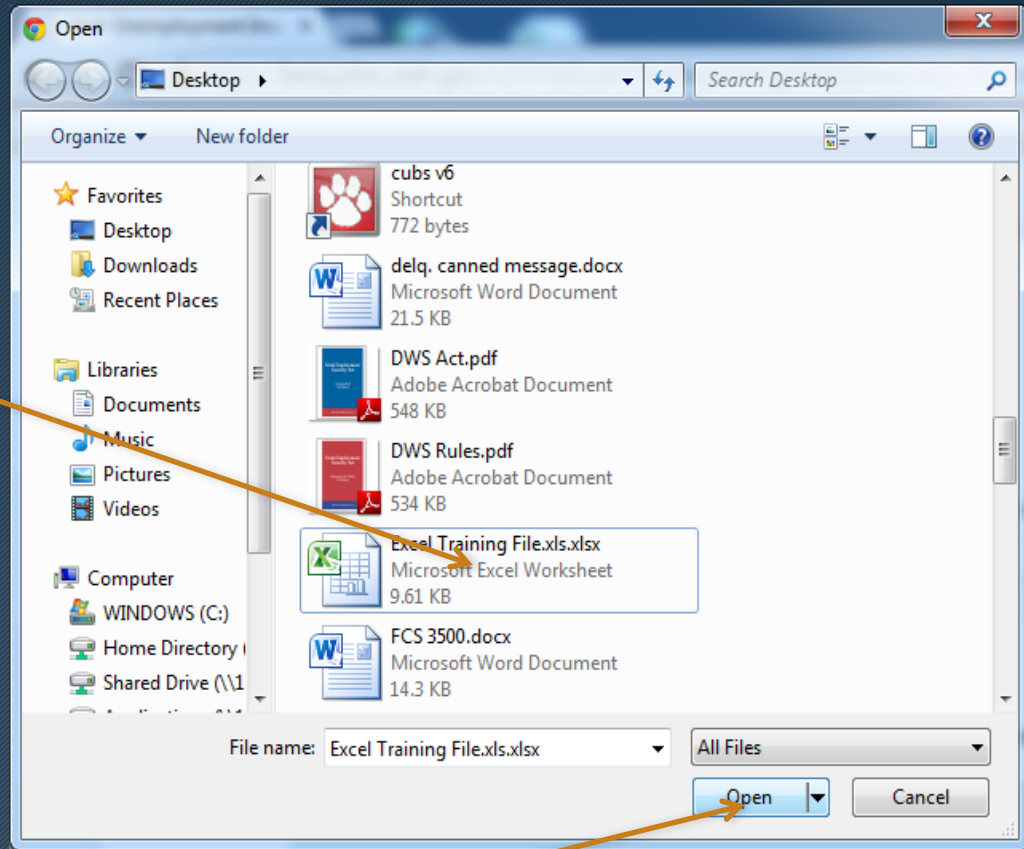 Open
Desktop
Search Desktop
Organize
New folder
Favorites
Desktop
Downloads
Recent Places
Libraries
Documents
Music
Pictures
Videos
Computer
WINDOWS (C:)
Home Directory (
Shared Drive (\\1
cubs v6
Shortcut
772 bytes
delq. canned message.docx
Microsoft Word Document
21.5 KB
DWS Act.pdf
Adobe Acrobat Document
548 KB
DWS Rules.pdf
Adobe Acrobat Document
534 KB
Excel Training File.xls.xlsx
Microsoft Excel Worksheet
9.61 KB
FCS 3500.docx
Microsoft Word Document
14.3 KB
File name: Excel Training File.xls.xlsx
All Files
Open
Cancel